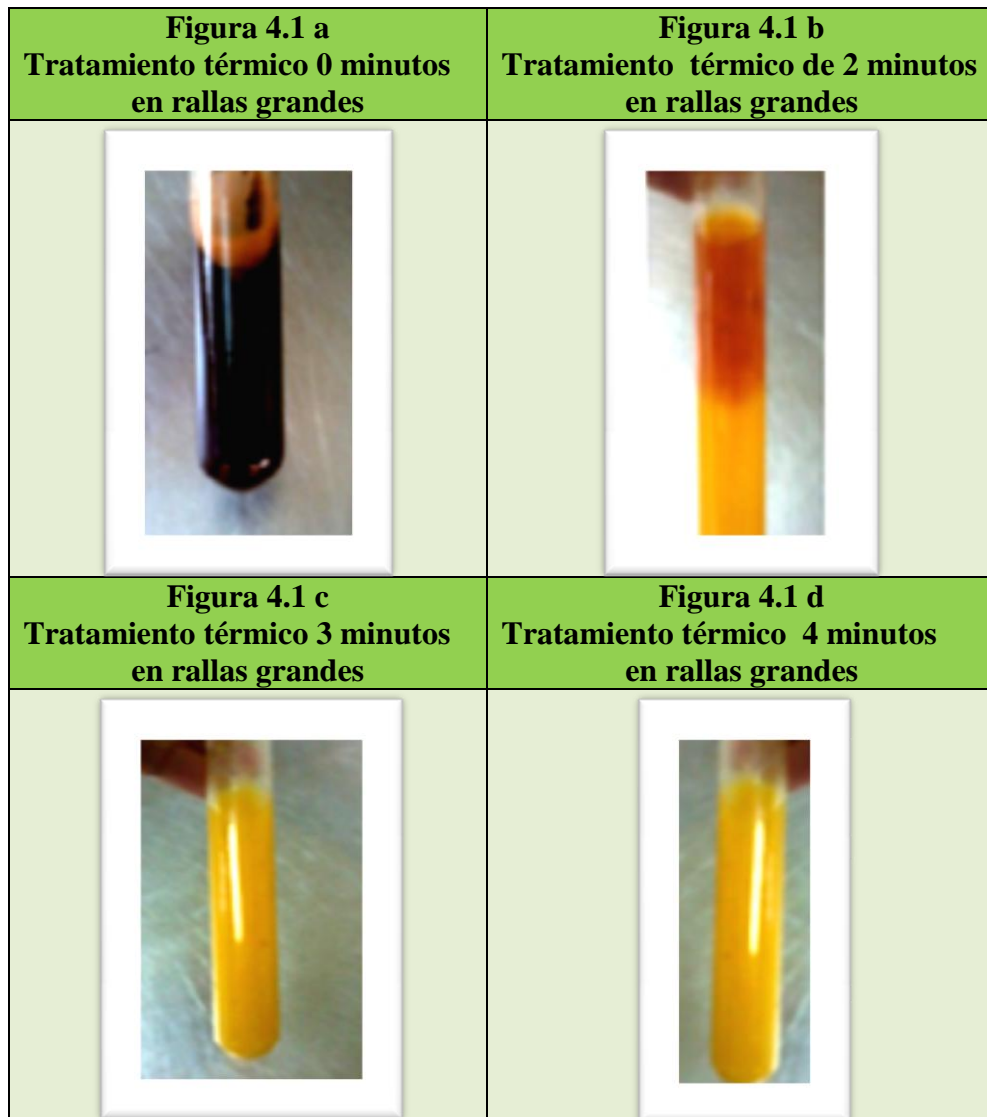 Figura 4.1 a
Tratamiento térmico 0 minutos
en rallas grandes
Figura 4.1 b
Tratamiento térmico de 2 minutos
en rallas grandes
Figura 4.1 c
Tratamiento térmico 3 minutos
en rallas grandes
Figura 4.1 d
Tratamiento térmico 4 minutos
en rallas grandes